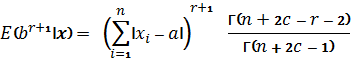 E(b^{r+1}|x) = (∑_{i=1}^{n}|x_i − a|)^{r+1} Γ(n + 2c − r − 2) / Γ(n + 2c − 1)